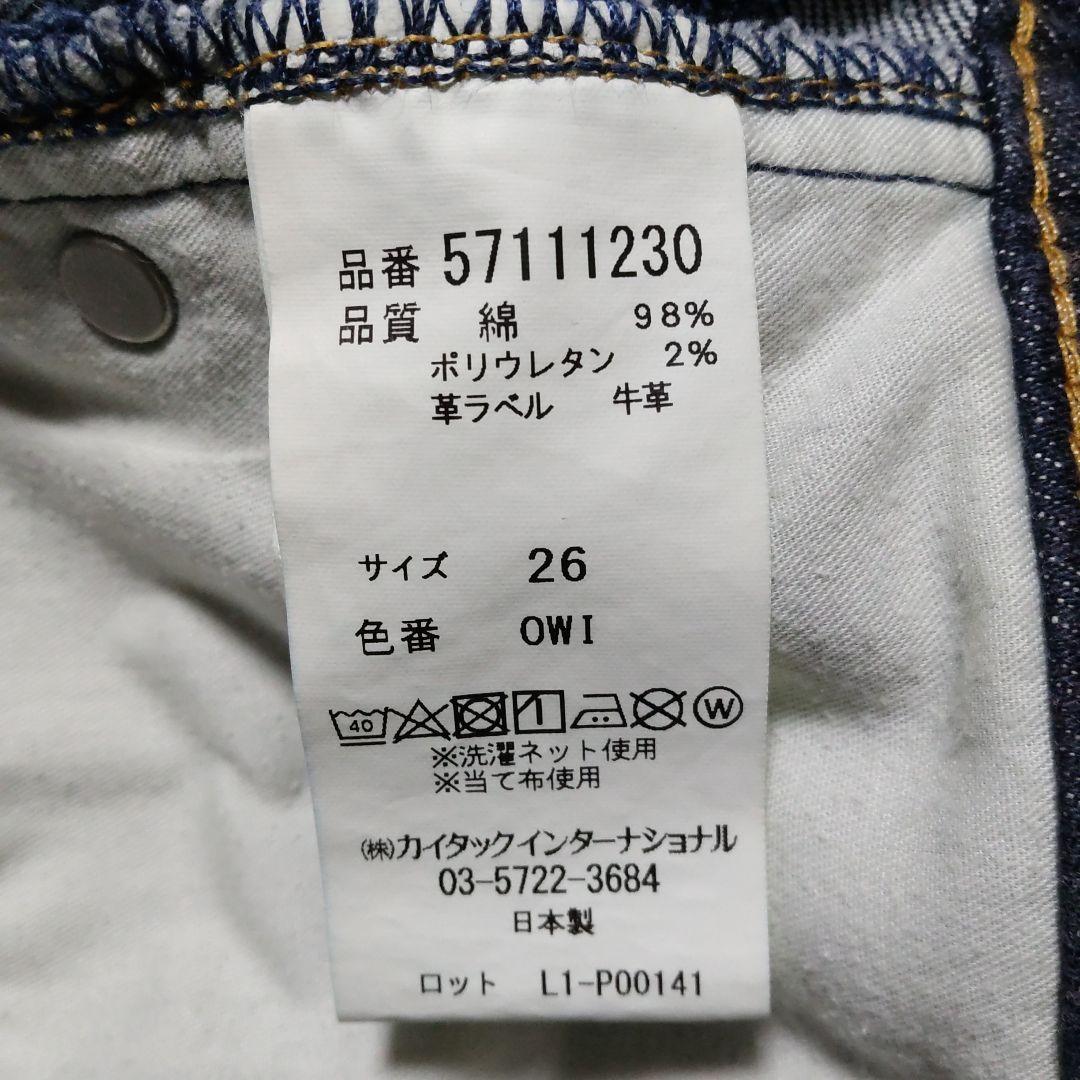 品番 57111230
品質 綿 98%
ポリウレタン 2%
革ラベル 牛革
サイズ 26
色番 OWI
40 W
※洗濯ネット使用
※当て布使用
(株)カイタックインターナショナル
03-5722-3684
日本製
ロット L1-P00141